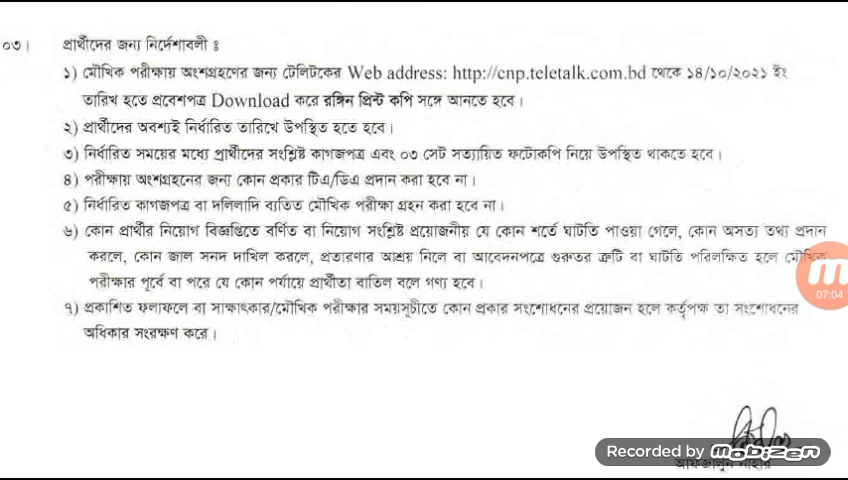 ০৩। প্রার্থীদের জন্য নির্দেশাবলী ঃ
১) মৌখিক পরীক্ষায় অংশগ্রহণের জন্য টেলিটকের Web address: http://cnp.teletalk.com.bd থেকে ১৪/১০/২০২১ ইং
তারিখ হতে প্রবেশপত্র Download করে রঙ্গিন প্রিন্ট কপি সঙ্গে আনতে হবে।
২) প্রার্থীদের অবশ্যই নির্ধারিত তারিখে উপস্থিত হতে হবে।
৩) নির্ধারিত সময়ের মধ্যে প্রার্থীদের সংশ্লিষ্ট কাগজপত্র এবং ০৩ সেট সত্যায়িত ফটোকপি নিয়ে উপস্থিত থাকতে হবে।
৪) পরীক্ষায় অংশগ্রহনের জন্য কোন প্রকার টিএ/ডিএ প্রদান করা হবে না।
৫) নির্ধারিত কাগজপত্র বা দলিলাদি ব্যতিত মৌখিক পরীক্ষা গ্রহন করা হবে না।
৬) কোন প্রার্থীর নিয়োগ বিজ্ঞপ্তিতে বর্ণিত বা নিয়োগ সংশ্লিষ্ট প্রয়োজনীয় যে কোন শর্তে ঘাটতি পাওয়া গেলে, কোন অসত্য তথ্য প্রদান
করলে, কোন জাল সনদ দাখিল করলে, প্রতারণার আশ্রয় নিলে বা আবেদনপত্রে গুরুতর ত্রুটি বা ঘাটতি পরিলক্ষিত হলে মৌখিক
পরীক্ষার পূর্বে বা পরে যে কোন পর্যায়ে প্রার্থীতা বাতিল বলে গণ্য হবে।
07:04
৭) প্রকাশিত ফলাফলে বা সাক্ষাৎকার/মৌখিক পরীক্ষার সময়সূচীতে কোন প্রকার সংশোধনের প্রয়োজন হলে কর্তৃপক্ষ তা সংশোধনের
অধিকার সংরক্ষণ করে।
Recorded by mobizen
আফজালুন নাহার